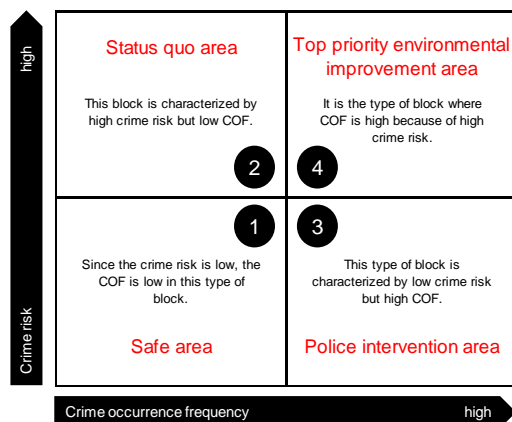 high
Crime risk
Status quo area
This block is characterized by
high crime risk but low COF.
2
Top priority environmental
improvement area
It is the type of block where
COF is high because of high
crime risk.
4
1
Since the crime risk is low, the
COF is low in this type of
block.
Safe area
3
This type of block is
characterized by low crime risk
but high COF.
Police intervention area
Crime occurrence frequency
high